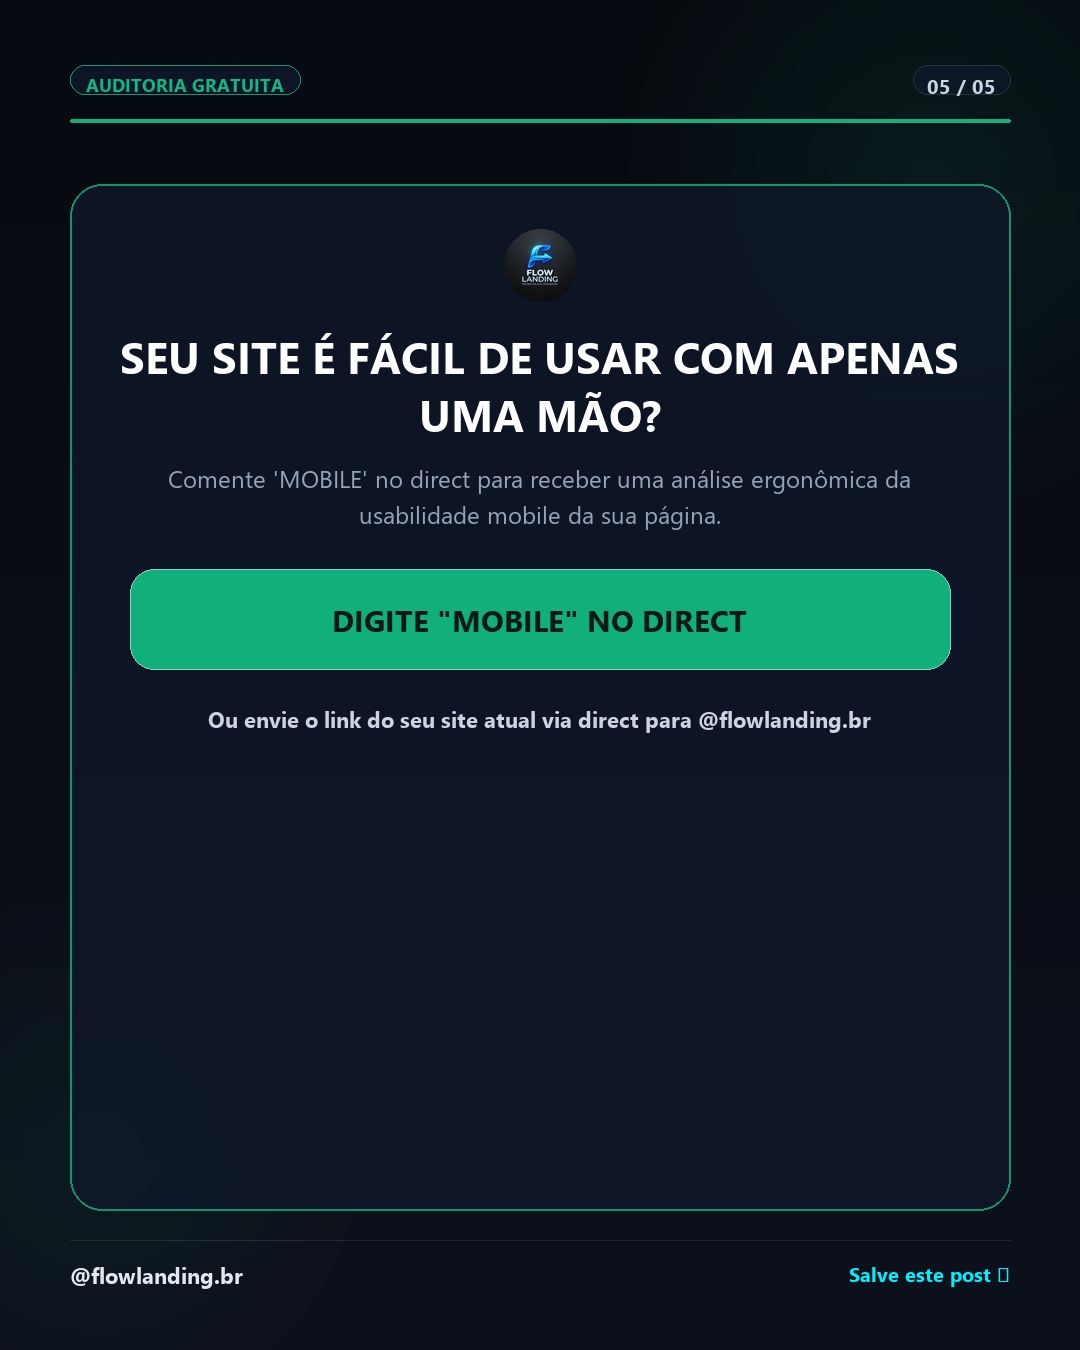 AUDITORIA GRATUITA
05 / 05
FLOW
LANDING
SEU SITE É FÁCIL DE USAR COM APENAS
UMA MÃO?
Comente 'MOBILE' no direct para receber uma análise ergonômica da
usabilidade mobile da sua página.
DIGITE "MOBILE" NO DIRECT
Ou envie o link do seu site atual via direct para @flowlanding.br
@flowlanding.br
Salve este post